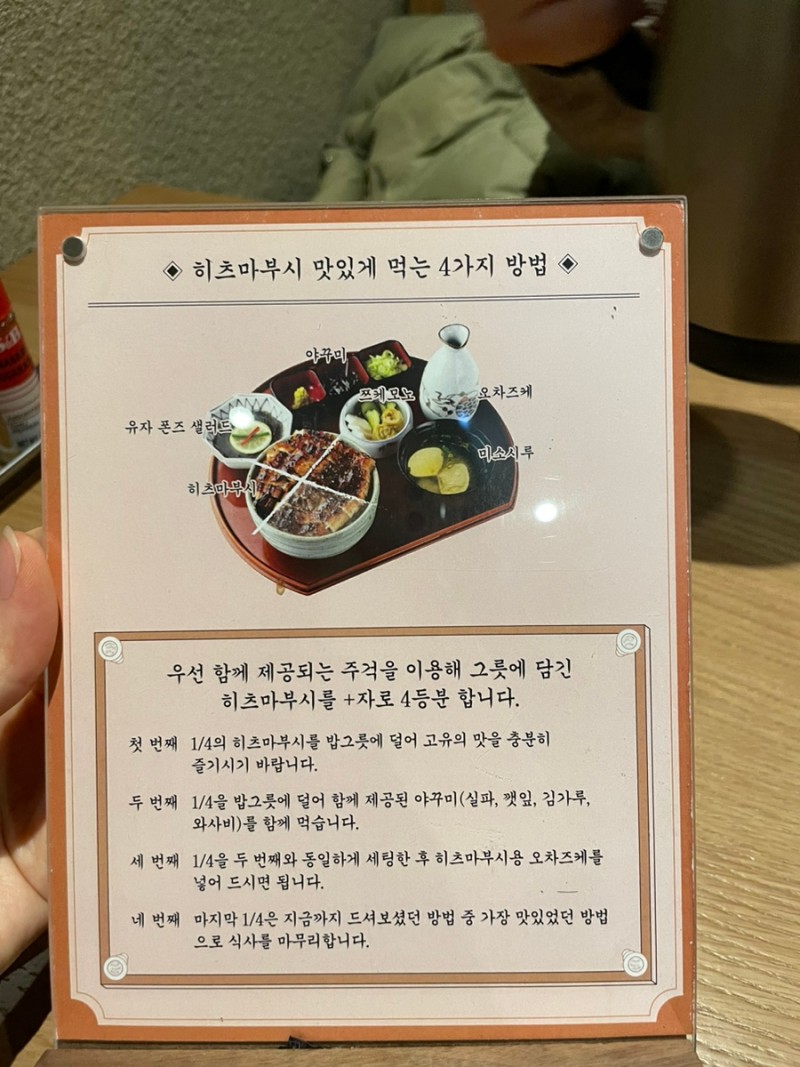 ◈ 히츠마부시 맛있게 먹는 4가지 방법 ◈
야꾸미
쯔케모노
오차즈케
유자 폰즈 샐러드
미소시루
히츠마부시
우선 함께 제공되는 주걱을 이용해 그릇에 담긴
히츠마부시를 +자로 4등분 합니다.
첫 번째 1/4의 히츠마부시를 밥그릇에 덜어 고유의 맛을 충분히
즐기시기 바랍니다.
두 번째 1/4을 밥그릇에 덜어 함께 제공된 야꾸미(실파, 깻잎, 김가루,
와사비)를 함께 먹습니다.
세 번째 1/4을 두 번째와 동일하게 세팅한 후 히츠마부시용 오차즈케를
넣어 드시면 됩니다.
네 번째 마지막 1/4은 지금까지 드셔보셨던 방법 중 가장 맛있었던 방법
으로 식사를 마무리합니다.